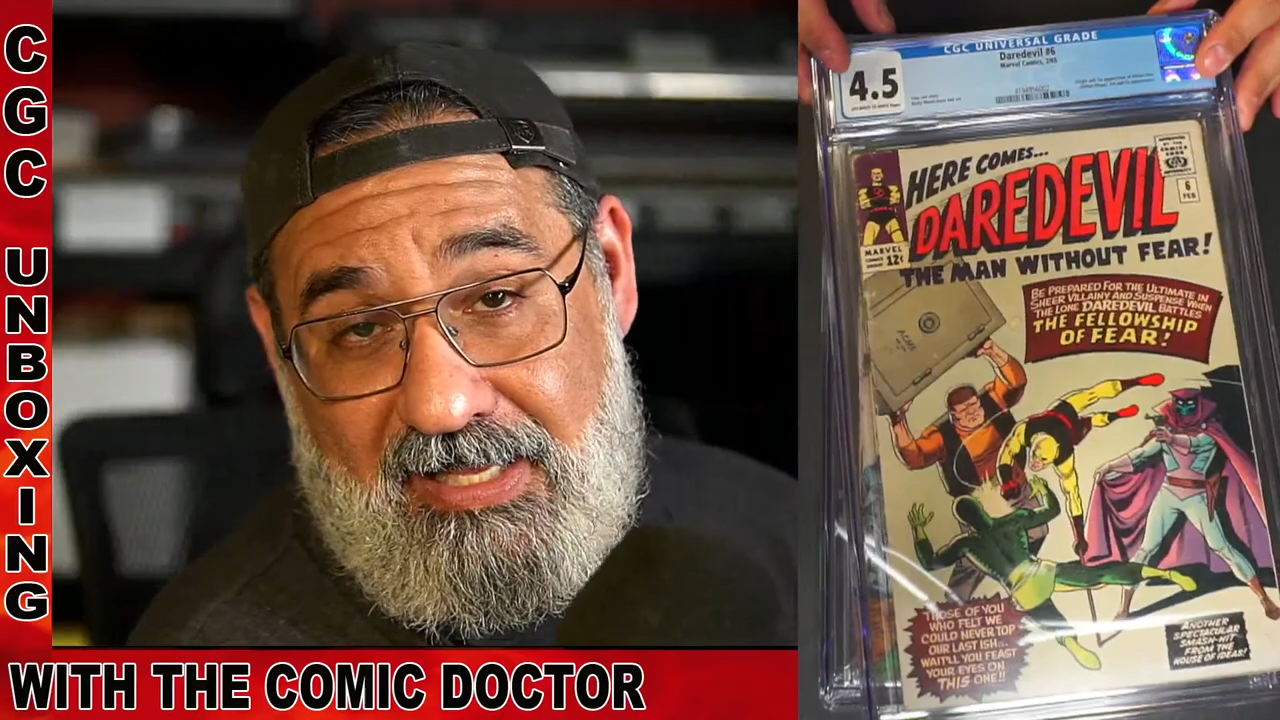 CGC UNBOXING
WITH THE COMIC DOCTOR
CGC UNIVERSAL GRADE
4.5
Daredevil #6
Marvel Comics, 2/65
HERE COMES...
DAREDEVIL
THE MAN WITHOUT FEAR!
MARVEL
COMICS
GROUP
12¢
6
FEB
BE PREPARED FOR THE ULTIMATE IN
SHEER VILLAINY AND SUSPENSE WHEN
THE LONE DAREDEVIL BATTLES
THE FELLOWSHIP
OF FEAR!
ACME
THOSE OF YOU
WHO FELT WE
COULD NEVER TOP
OUR LAST ISH...
WAIT'LL YOU FEAST
YOUR EYES ON
THIS ONE!!
ANOTHER
SPECTACULAR
SMASH-HIT
FROM THE
HOUSE OF IDEAS!